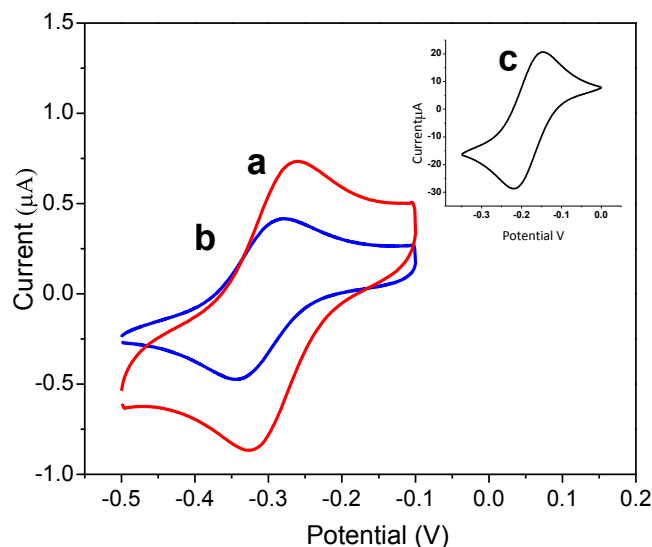 1.5
1.0
0.5
0.0
-0.5
-1.0
Current (µA)
-0.5 -0.4 -0.3 -0.2 -0.1 0.0 0.1 0.2
Potential (V)
a
b
c
20
10
0
-10
-20
-30
CurrentµA
-0.3 -0.2 -0.1 0.0
Potential V